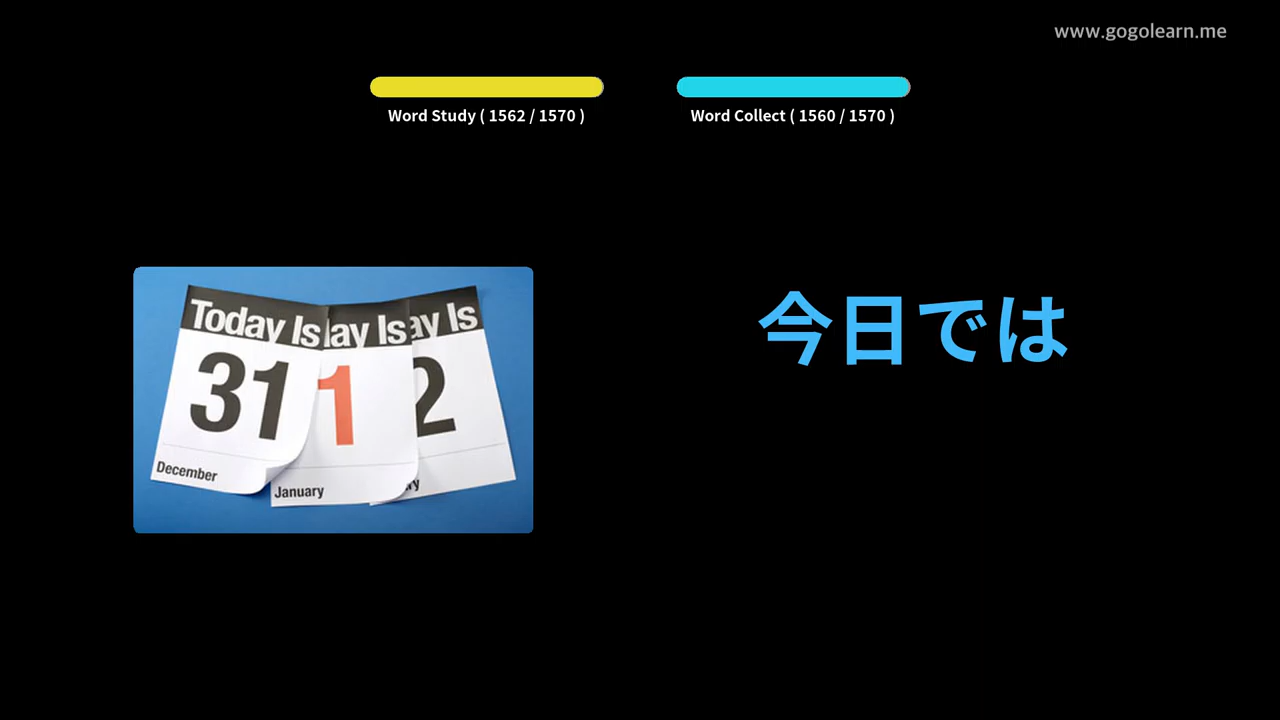 www.gogolearn.me
Word Study ( 1562 / 1570 )
Word Collect ( 1560 / 1570 )
今日では
Today Is
31
December
ay Is
1
January
ay Is
2
ry